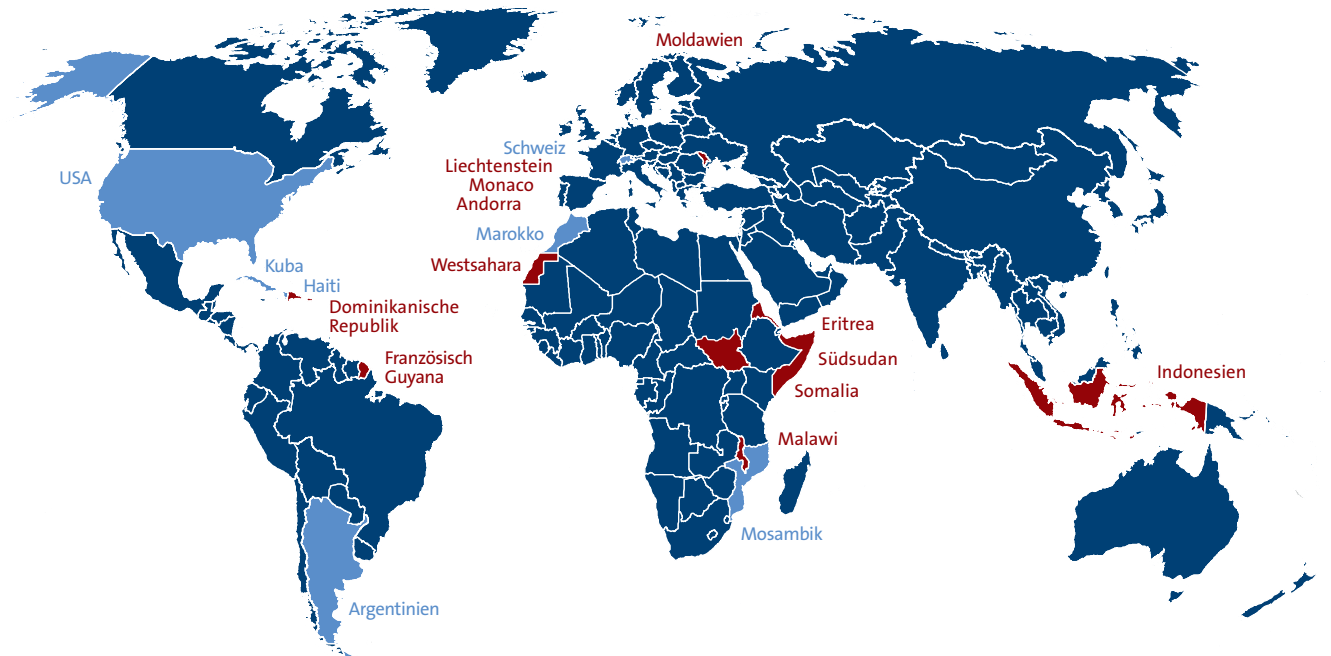 Moldawien
Schweiz
Liechtenstein
Monaco
Andorra
USA
Marokko
Westsahara
Kuba
Haiti
Dominikanische
Republik
Französisch
Guyana
Eritrea
Südsudan
Somalia
Indonesien
Malawi
Mosambik
Argentinien